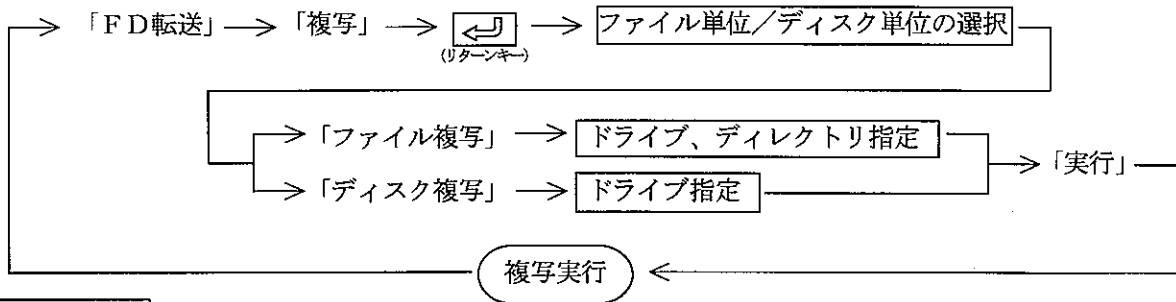 「ＦＤ転送」 「複写」 ファイル単位／ディスク単位の選択
(リターンキー)
「ファイル複写」 ドライブ、ディレクトリ指定
「実行」
「ディスク複写」 ドライブ指定
複写実行